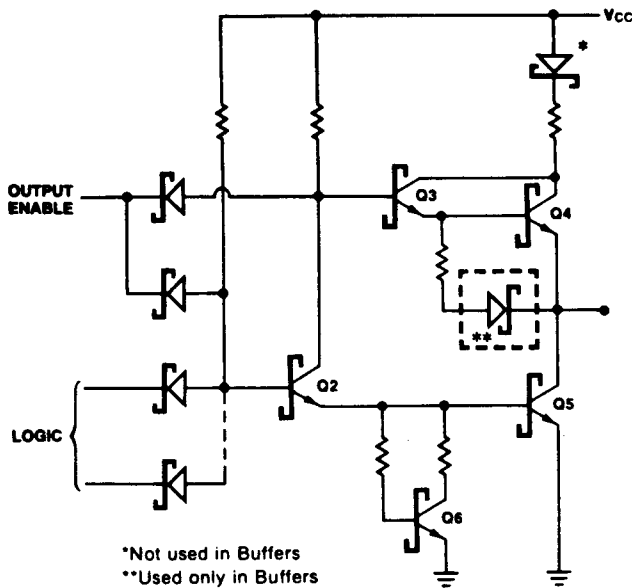 VCC
*
OUTPUT
ENABLE
Q3
Q4
**
Q2
Q5
LOGIC
Q6
*Not used in Buffers
**Used only in Buffers